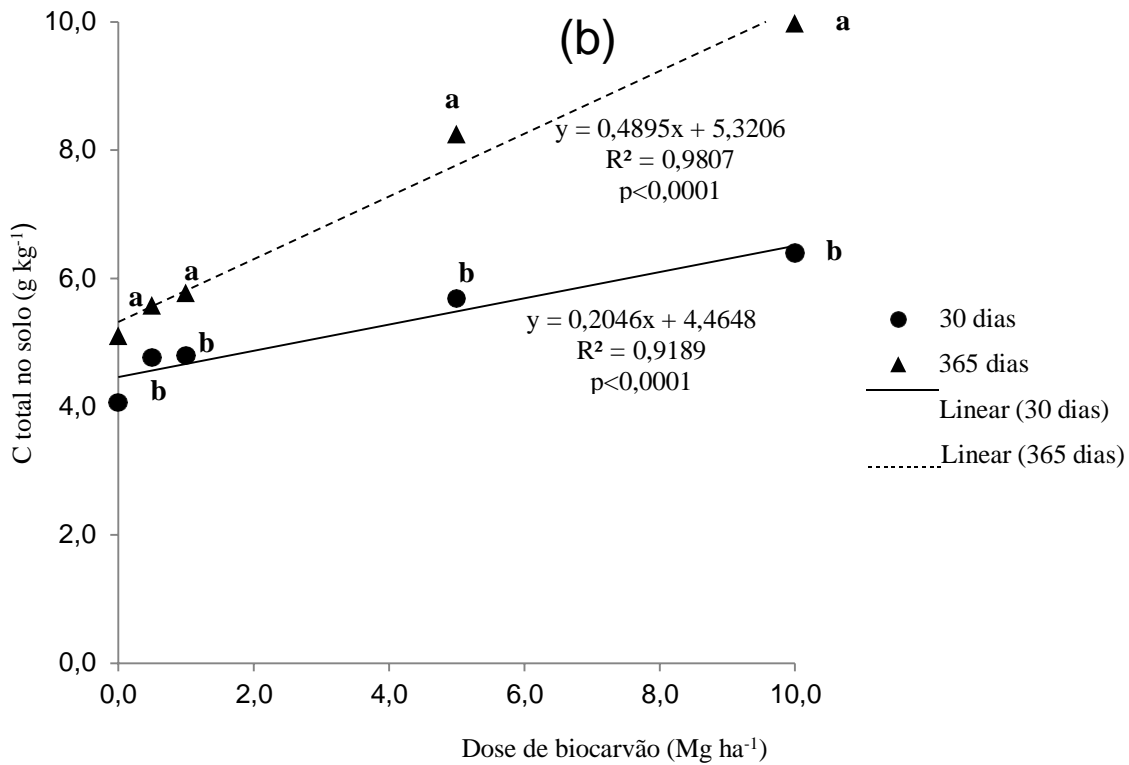 10,0
8,0
6,0
4,0
2,0
0,0
C total no solo (g kg⁻¹)
(b)
a
a
y = 0,4895x + 5,3206
R² = 0,9807
p<0,0001
a
a
b
b
y = 0,2046x + 4,4648
R² = 0,9189
p<0,0001
b
b
30 dias
365 dias
Linear (30 dias)
Linear (365 dias)
0,0 2,0 4,0 6,0 8,0 10,0
Dose de biocarvão (Mg ha⁻¹)